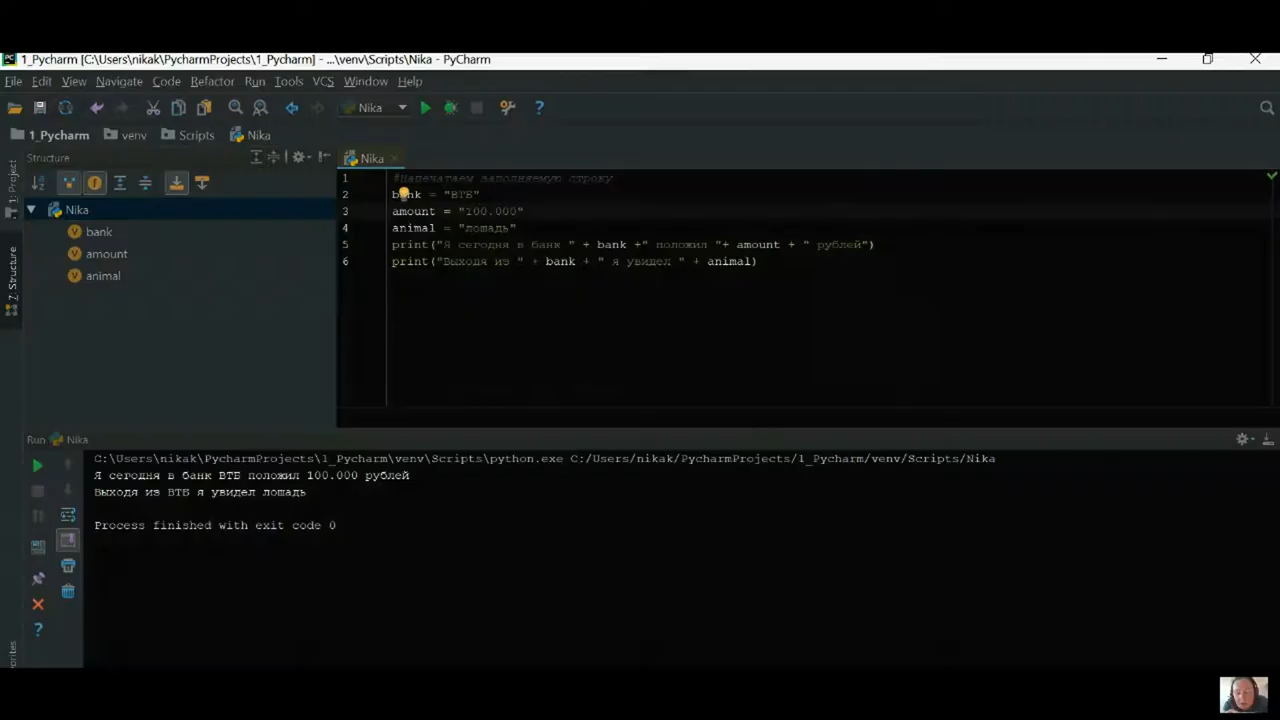 1_Pycharm [C:\Users\nikak\PycharmProjects\1_Pycharm] - ...\venv\Scripts\Nika - PyCharm
File Edit View Navigate Code Refactor Run Tools VCS Window Help
Nika
1_Pycharm venv Scripts Nika
Structure
Nika
1: Project
7: Structure
Nika
bank
amount
animal
1 #Напечатаем заполняемую строку
2 bank = "ВТБ"
3 amount = "100.000"
4 animal = "лошадь"
5 print("Я сегодня в банк " + bank +" положил "+ amount + " рублей")
6 print("Выходя из " + bank + " я увидел " + animal)
Run Nika
C:\Users\nikak\PycharmProjects\1_Pycharm\venv\Scripts\python.exe C:/Users/nikak/PycharmProjects/1_Pycharm/venv/Scripts/Nika
Я сегодня в банк ВТБ положил 100.000 рублей
Выходя из ВТБ я увидел лошадь
Process finished with exit code 0